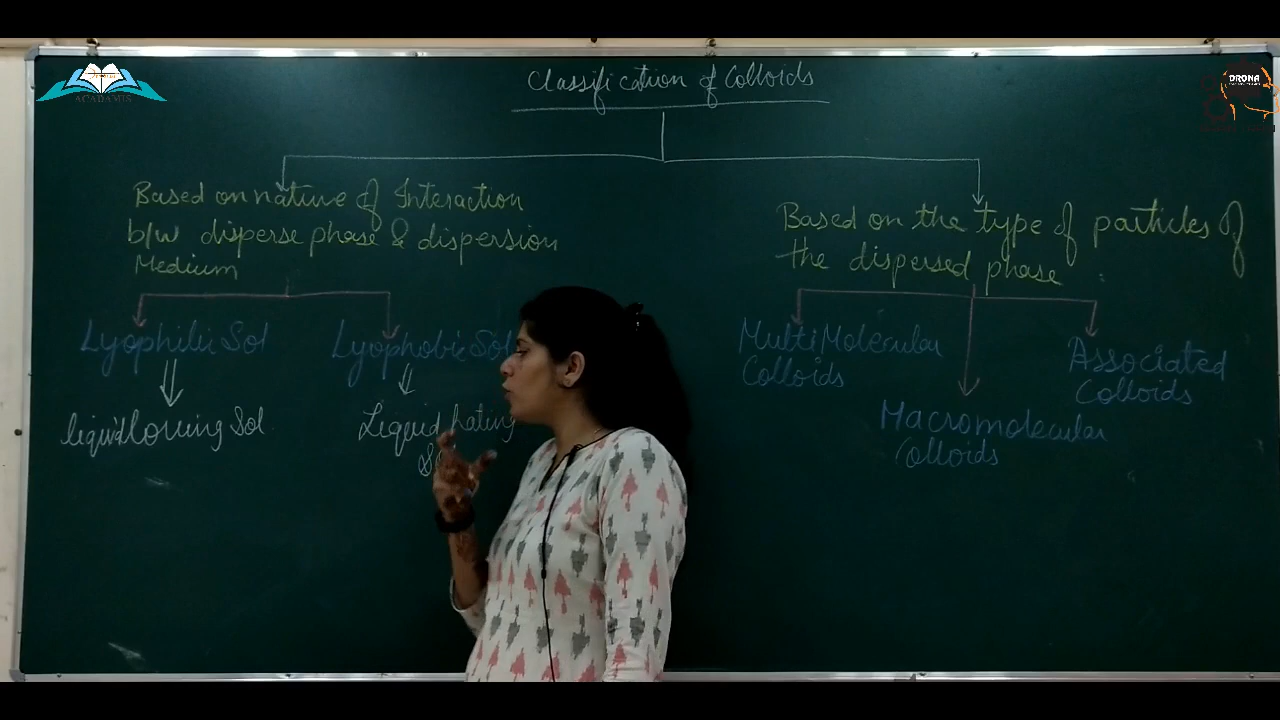 Classification of Colloids
ACADAMIS
DRONA
Based on nature of Interaction
b/w disperse phase & dispersion
Medium
Based on the type of particles of
the dispersed phase
Lyophilic Sol
Lyophobic Sol
Multi Molecular
Colloids
Associated
Colloids
liquid loving Sol
Liquid hating
Macromolecular
Colloids